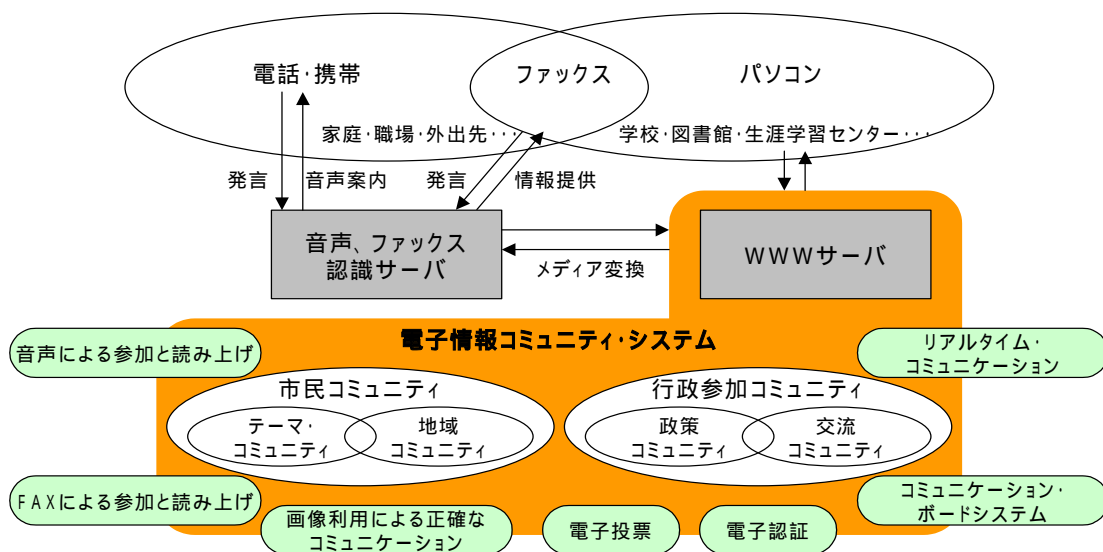 電話・携帯
ファックス
パソコン
家庭・職場・外出先・・・
学校・図書館・生涯学習センター・・・
発言
音声案内
発言
情報提供
音声、ファックス
認識サーバ
メディア変換
WWWサーバ
電子情報コミュニティ・システム
音声による参加と読み上げ
リアルタイム・
コミュニケーション
市民コミュニティ
テーマ・
コミュニティ
地域
コミュニティ
行政参加コミュニティ
政策
コミュニティ
交流
コミュニティ
FAXによる参加と読み上げ
コミュニケーション・
ボードシステム
画像利用による正確な
コミュニケーション
電子投票
電子認証